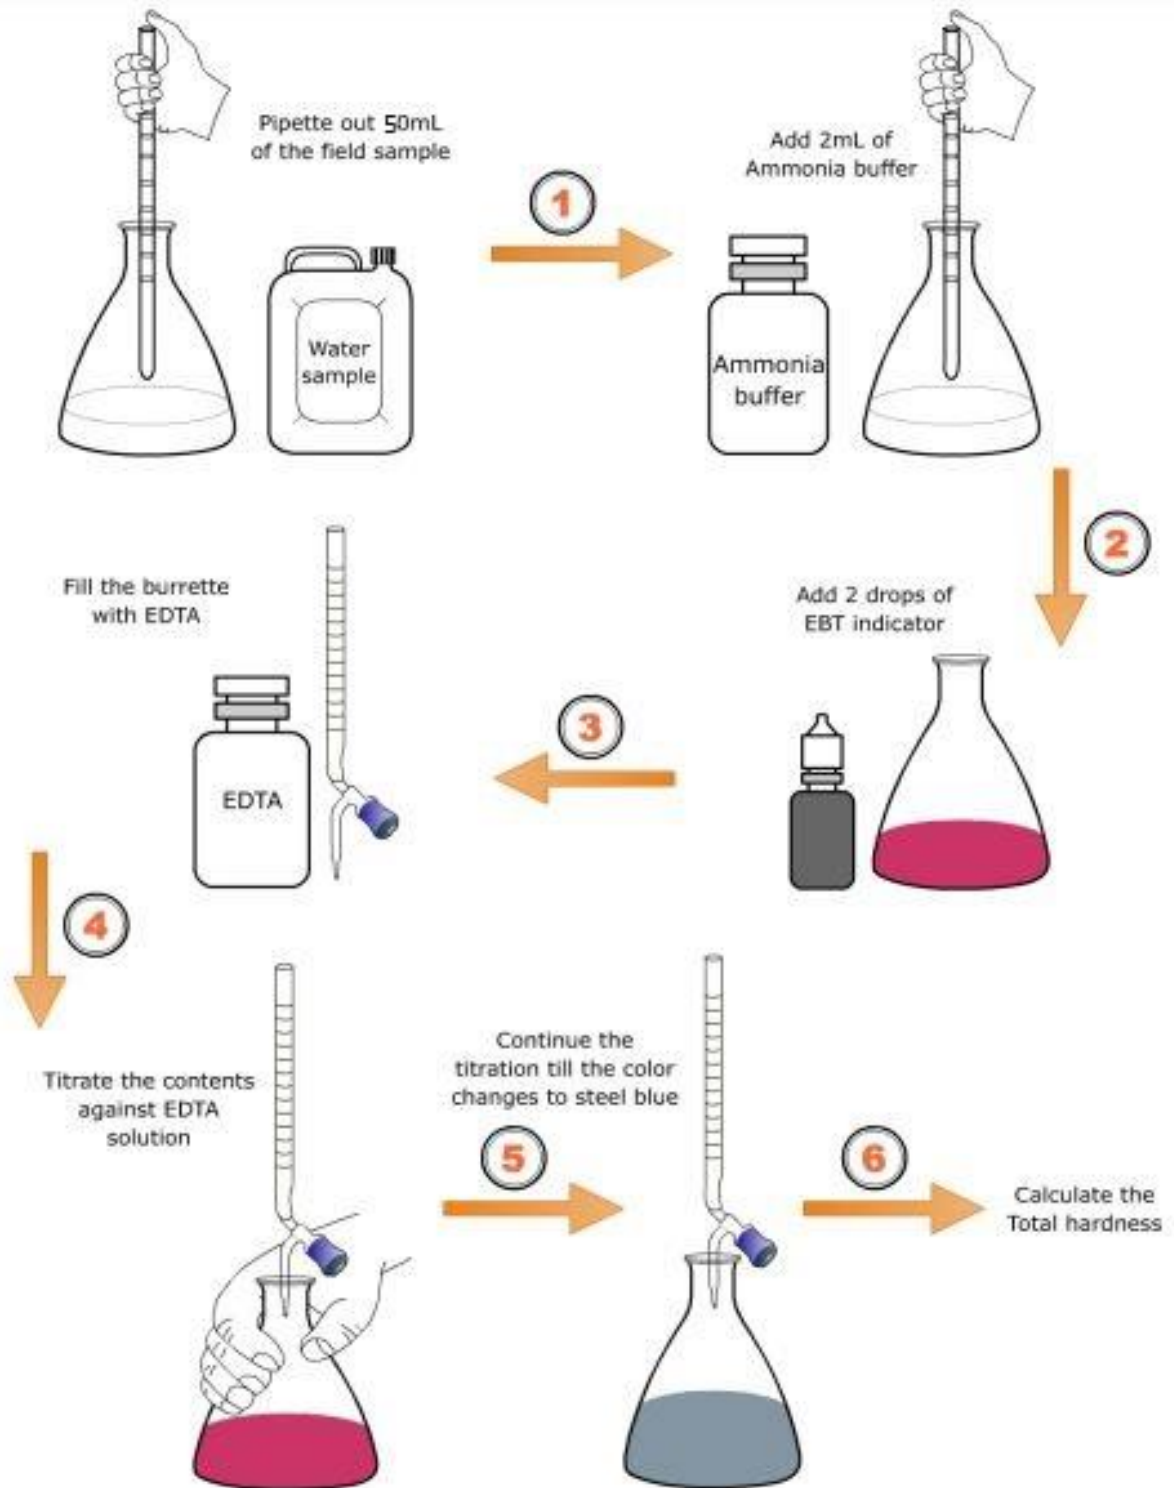 Pipette out 50mL
of the field sample
Water
sample
1
Add 2mL of
Ammonia buffer
Ammonia
buffer
2
Add 2 drops of
EBT indicator
3
Fill the burrette
with EDTA
EDTA
4
Titrate the contents
against EDTA
solution
5
Continue the
titration till the color
changes to steel blue
6
Calculate the
Total hardness